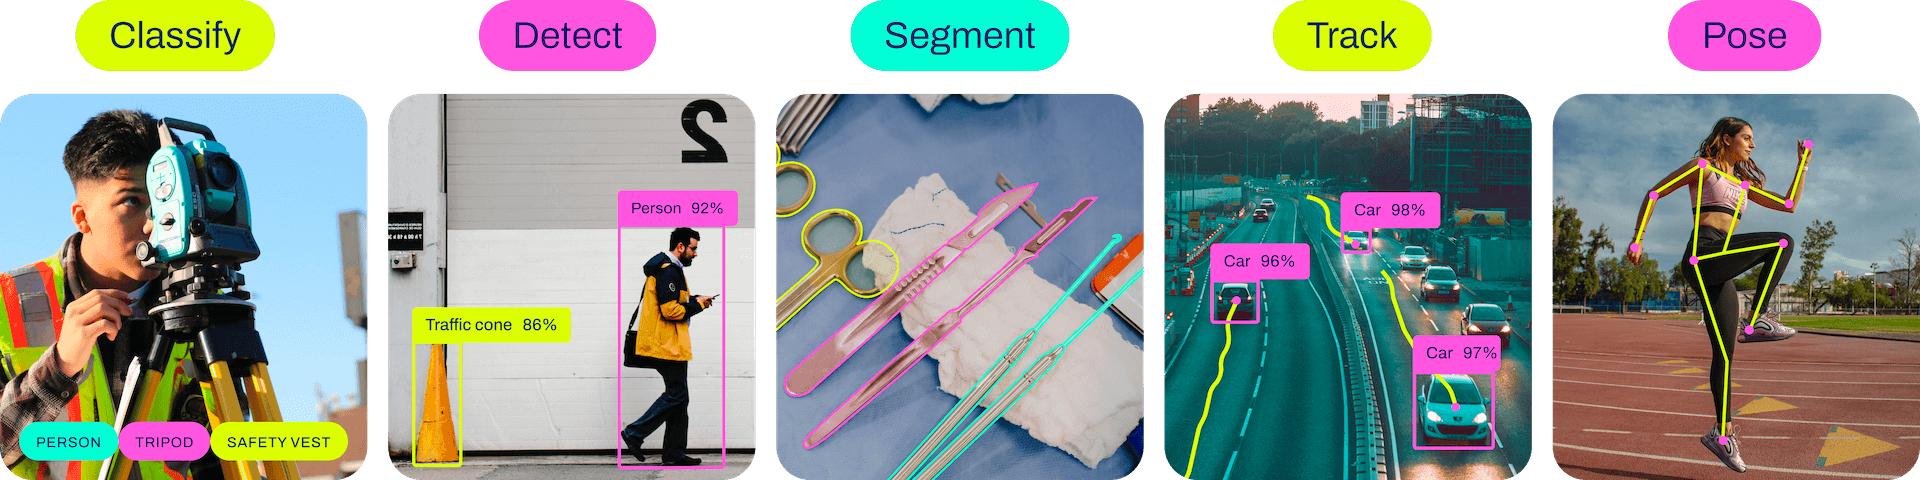 Classify
Detect
Segment
Track
Pose
PERSON
TRIPOD
SAFETY VEST
2
Person 92%
Traffic cone 86%
Car 98%
Car 96%
Car 97%